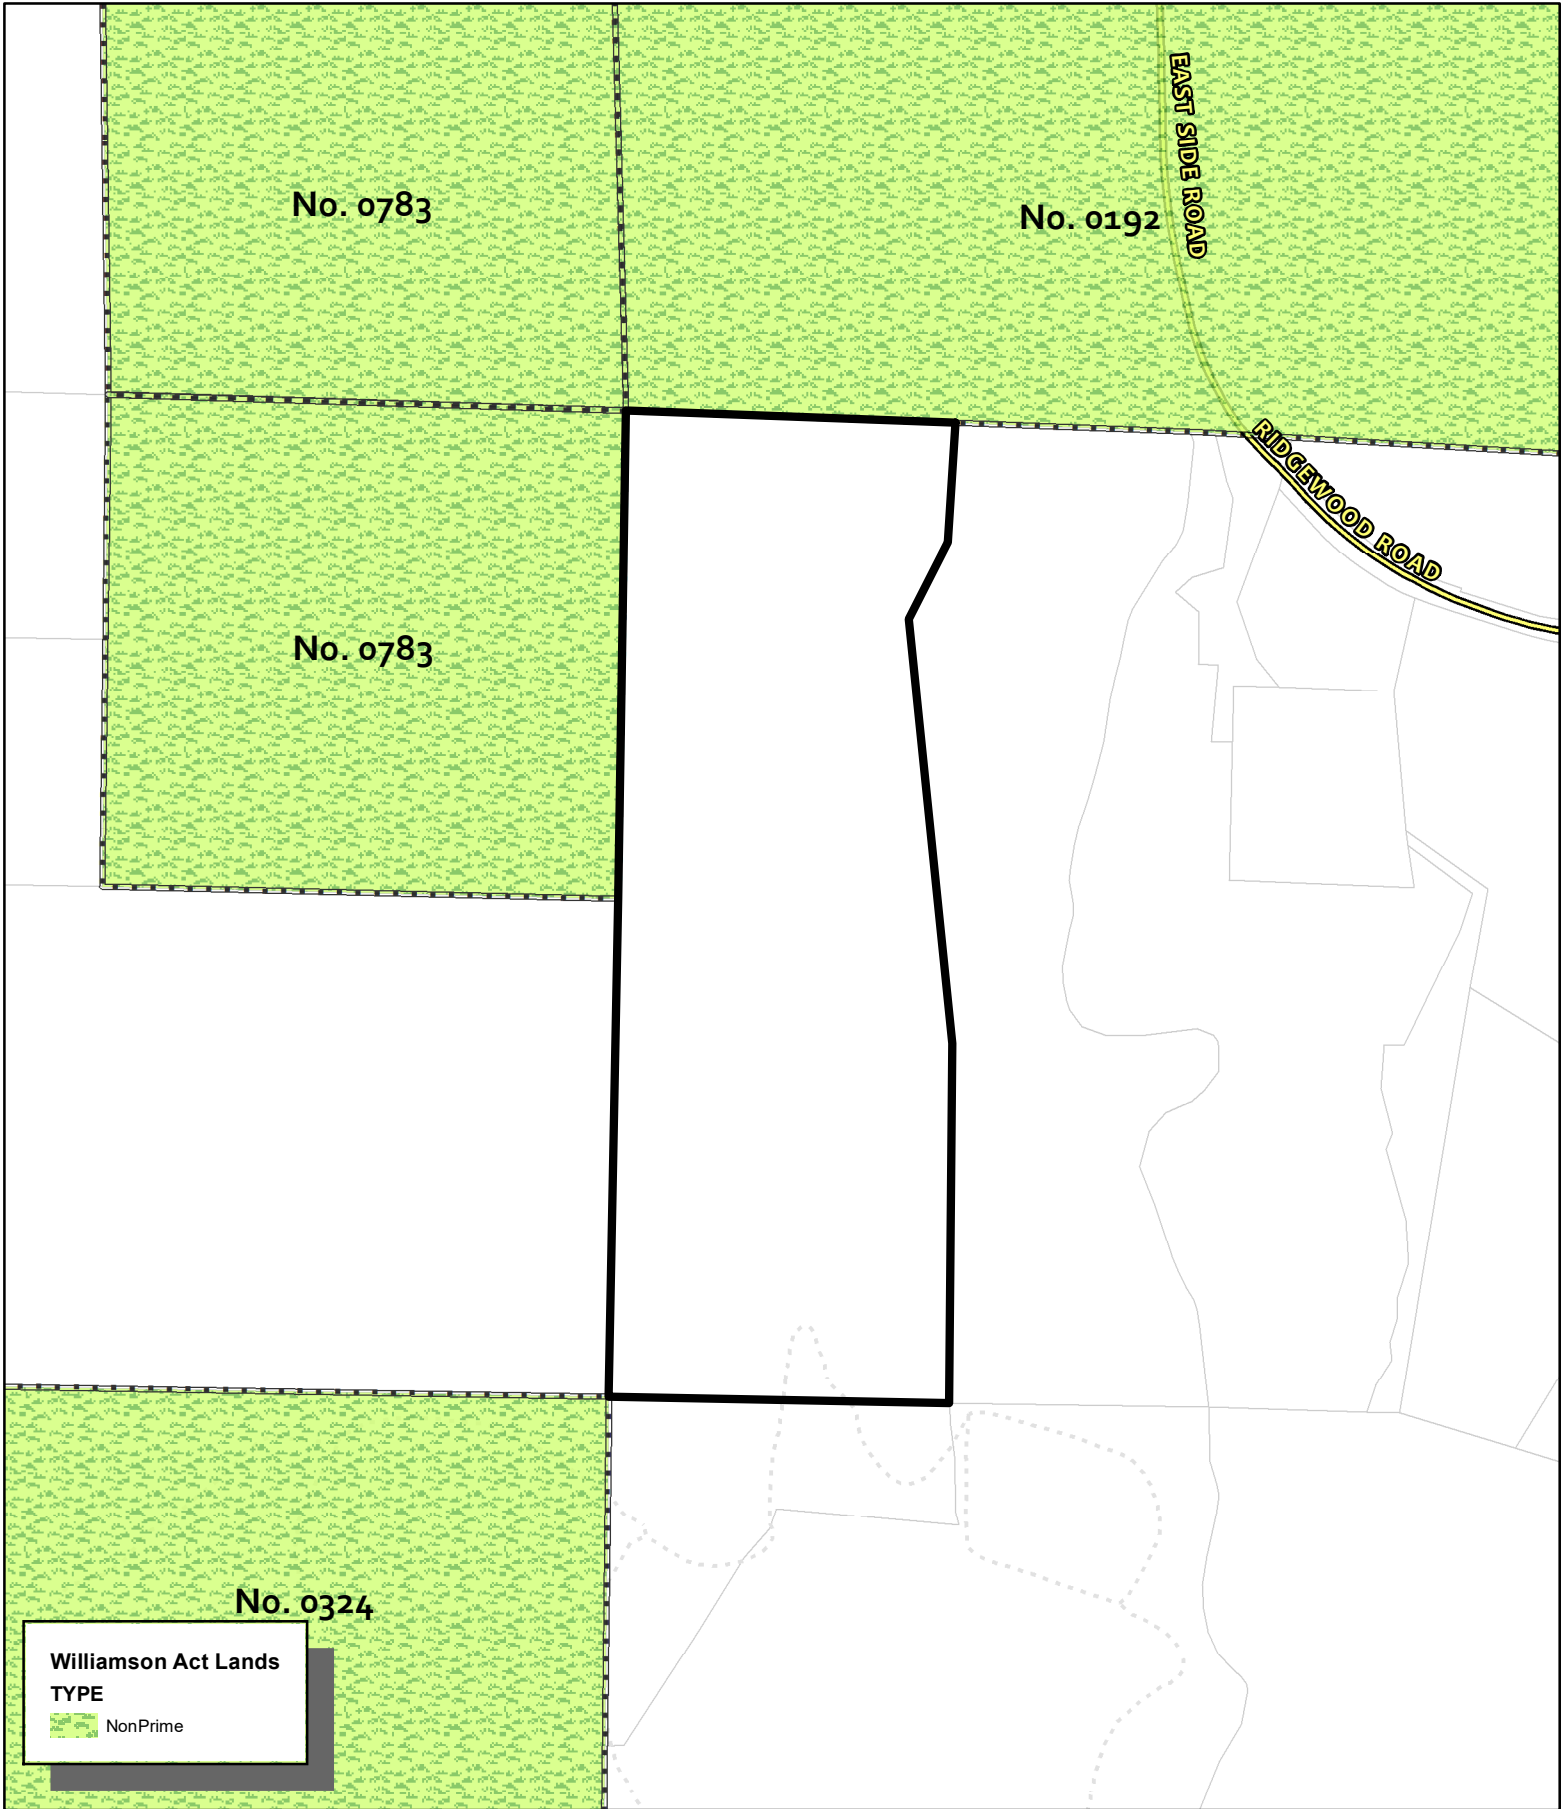 EAST SIDE ROAD
No. 0783
No. 0192
RIDGEWOOD ROAD
No. 0783
No. 0324
Williamson Act Lands
TYPE
NonPrime